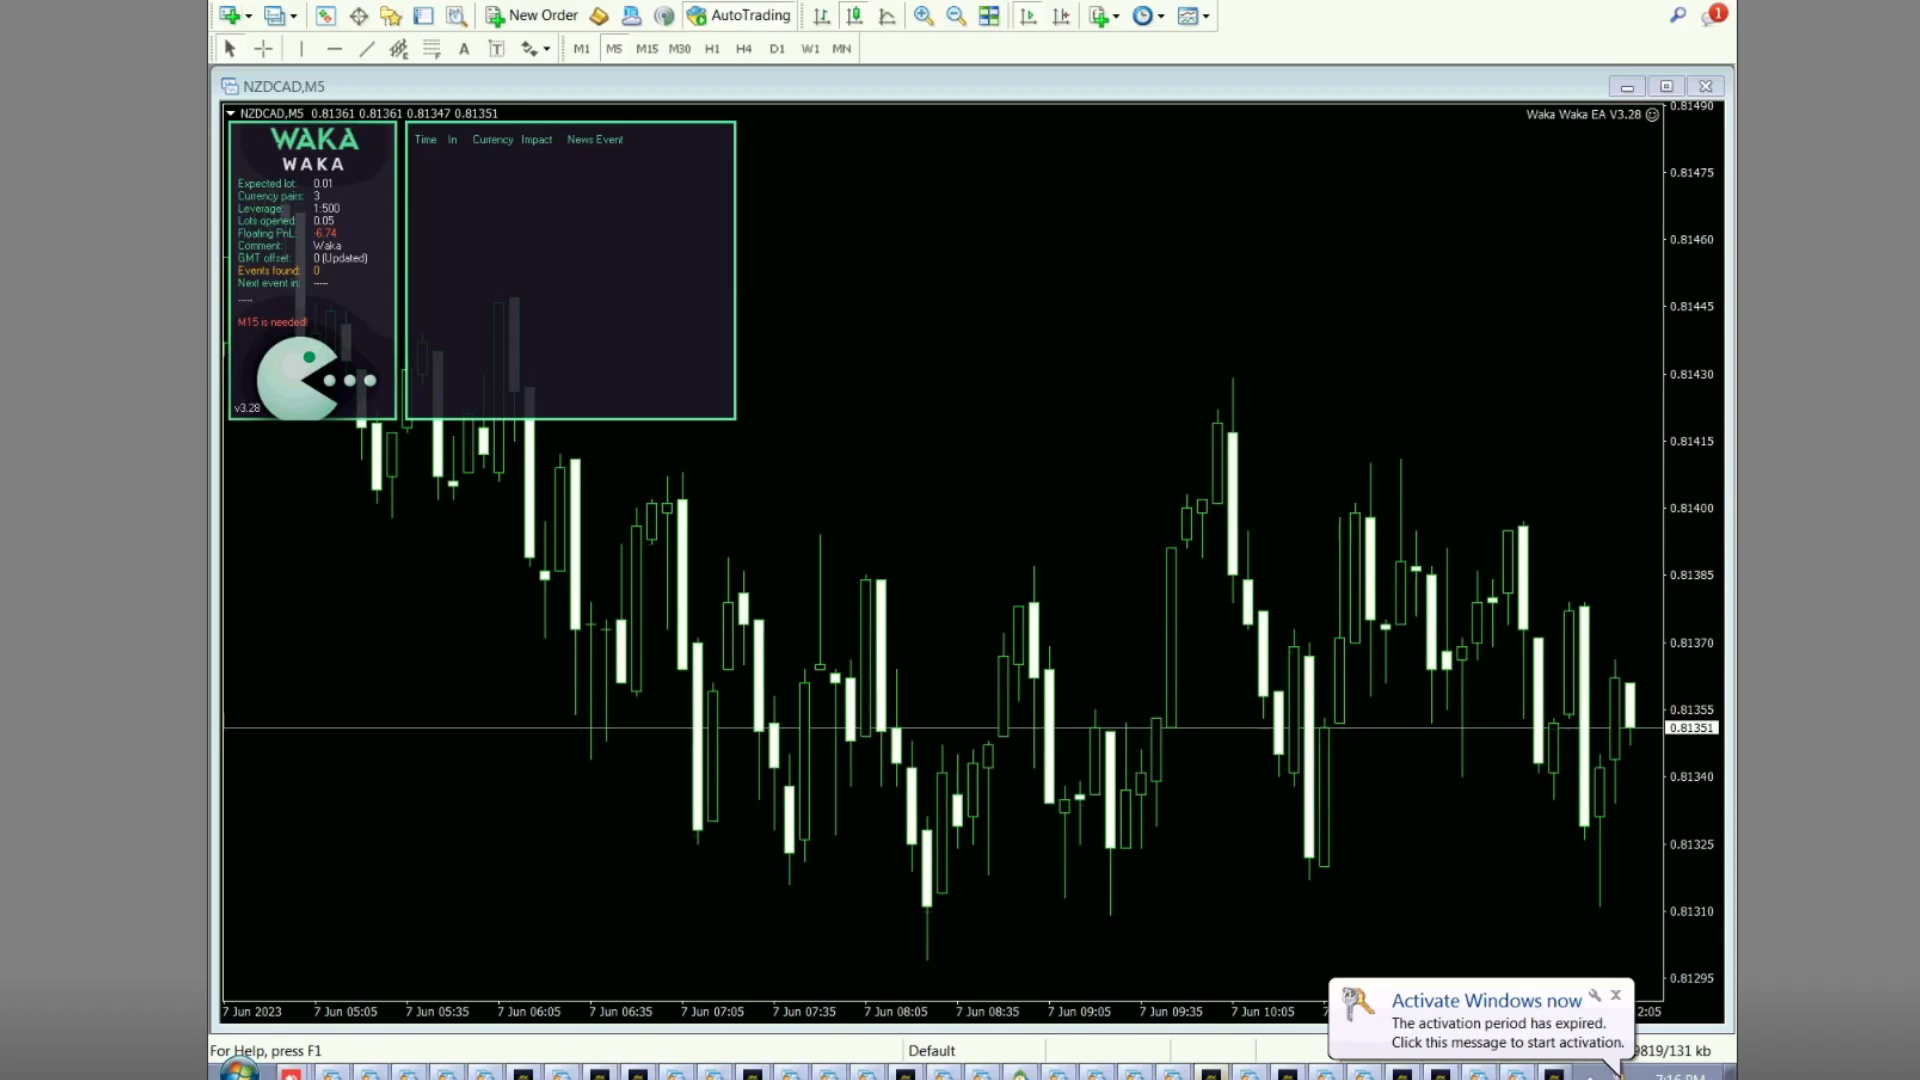 New Order AutoTrading 1
A T M1 M5 M15 M30 H1 H4 D1 W1 MN
NZDCAD,M5
NZDCAD,M5 0.81361 0.81361 0.81347 0.81351
Waka Waka EA V3.28
WAKA
WAKA
Expected lot: 0.01
Currency pairs: 3
Leverage: 1:500
Lots opened: 0.05
Floating PnL: -6.74
Comment: Waka
GMT offset: 0 (Updated)
Events found: 0
Next event in: -----
-----
M15 is needed!
v3.28
Time In Currency Impact News Event
0.81490
0.81475
0.81460
0.81445
0.81430
0.81415
0.81400
0.81385
0.81370
0.81355
0.81351
0.81340
0.81325
0.81310
0.81295
7 Jun 2023 7 Jun 05:05 7 Jun 05:35 7 Jun 06:05 7 Jun 06:35 7 Jun 07:05 7 Jun 07:35 7 Jun 08:05 7 Jun 08:35 7 Jun 09:05 7 Jun 09:35 7 Jun 10:05 7 2:05
Activate Windows now
The activation period has expired.
Click this message to start activation.
For Help, press F1 Default 9819/131 kb
7:16 PM